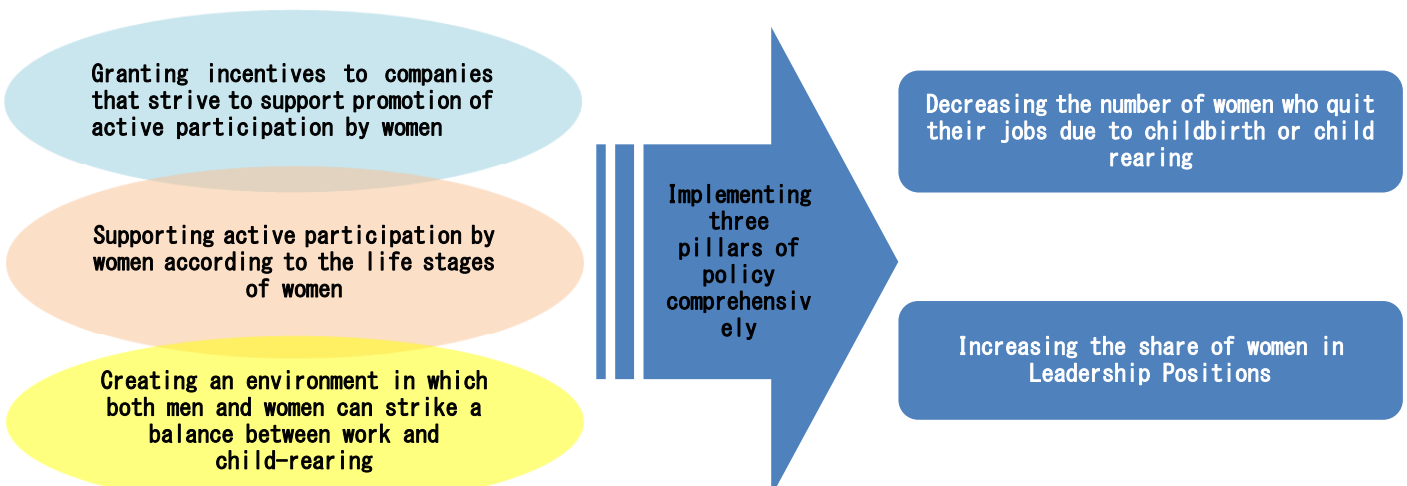 Granting incentives to companies
that strive to support promotion of
active participation by women
Supporting active participation by
women according to the life stages
of women
Creating an environment in which
both men and women can strike a
balance between work and
child-rearing
Implementing
three
pillars of
policy
comprehensiv
ely
Decreasing the number of women who quit
their jobs due to childbirth or child
rearing
Increasing the share of women in
Leadership Positions